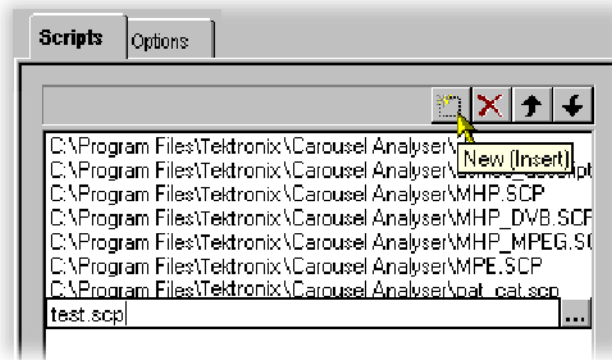 Scripts
Options
New (Insert)
C:\Program Files\Tektronix\Carousel Analyser\
C:\Program Files\Tektronix\Carousel Analyser\
C:\Program Files\Tektronix\Carousel Analyser\MHP.SCP
C:\Program Files\Tektronix\Carousel Analyser\MHP_DVB.SCP
C:\Program Files\Tektronix\Carousel Analyser\MHP_MPEG.S
C:\Program Files\Tektronix\Carousel Analyser\MPE.SCP
C:\Program Files\Tektronix\Carousel Analyser\pat_cat.scp
test.scp
...